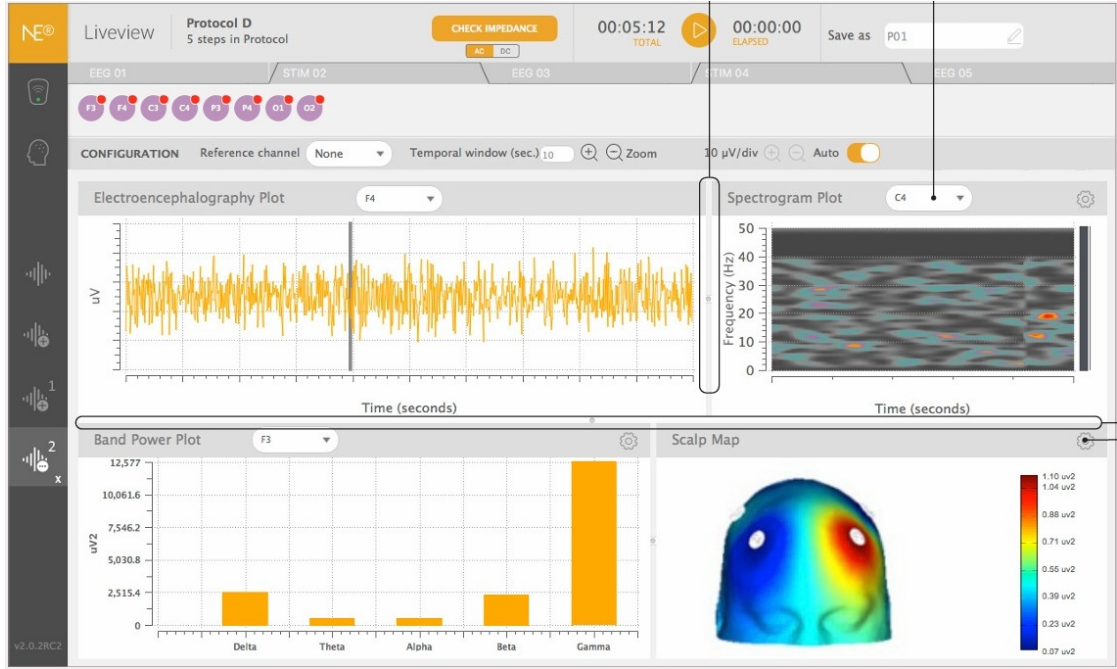 NE®
Liveview
Protocol D
5 steps in Protocol
CHECK IMPEDANCE
AC DC
00:05:12
TOTAL
00:00:00
ELAPSED
Save as P01
EEG 01 STIM 02 EEG 03 STIM 04 EEG 05
F3 F4 C3 C4 P3 P4 O1 O2
CONFIGURATION Reference channel None Temporal window (sec.) 10 Zoom 10 µV/div Auto
Electroencephalography Plot F4
uV
Time (seconds)
Spectrogram Plot C4
Frequency (Hz)
50
40
30
20
10
0
Time (seconds)
1
2
x
Band Power Plot F3
uV2
12,577
10,061.6
7,546.2
5,030.8
2,515.4
0
Delta Theta Alpha Beta Gamma
Scalp Map
1.10 uv2
1.04 uv2
0.88 uv2
0.71 uv2
0.55 uv2
0.39 uv2
0.23 uv2
0.07 uv2
v2.0.2RC2